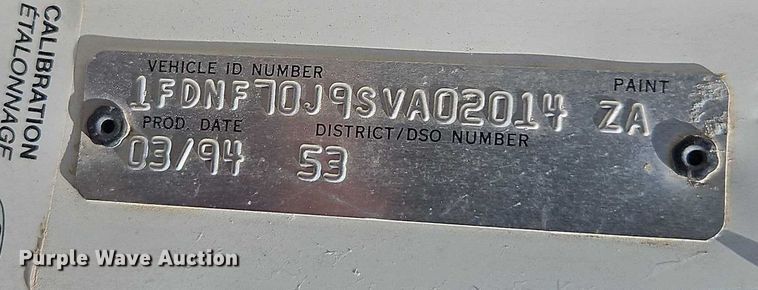 CALIBRATION
ÉTALONNAGE
VEHICLE ID NUMBER PAINT
1FDNF70J9SVA02014 ZA
PROD. DATE DISTRICT/DSO NUMBER
03/94 53
Purple Wave Auction